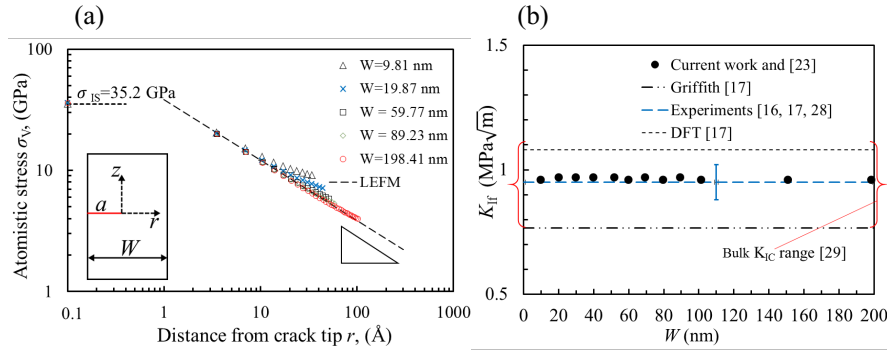 (a)
100
10
1
Atomistic stress σV, (GPa)
σ IS=35.2 GPa
W=9.81 nm
W=19.87 nm
W = 59.77 nm
W = 89.23 nm
W=198.41 nm
LEFM
z
a
r
W
0.1
1
10
100
1000
Distance from crack tip r, (Å)
(b)
1.5
1
0.5
KIf (MPa√m)
Current work and [23]
Griffith [17]
Experiments [16, 17, 28]
DFT [17]
Bulk KIC
range [29]
0 20 40 60 80 100 120 140 160 180 200
W (nm)